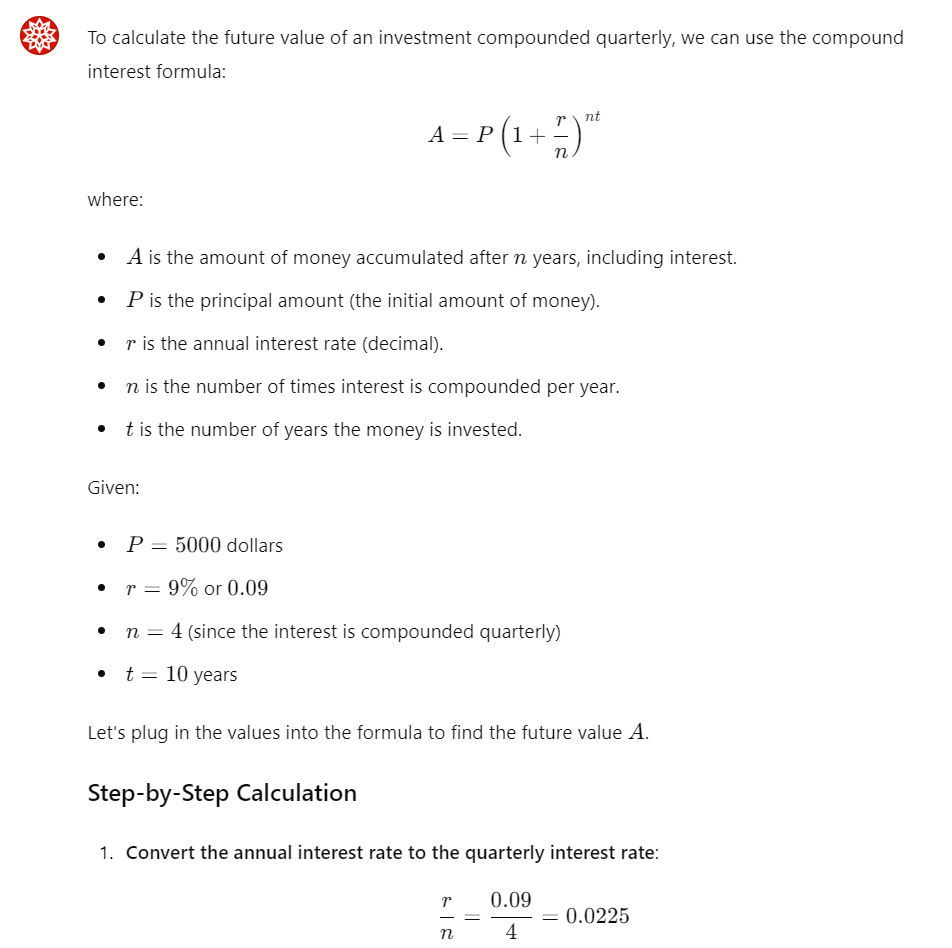 To calculate the future value of an investment compounded quarterly, we can use the compound
interest formula:
A = P (1 + r/n)^{nt}
where:
• A is the amount of money accumulated after n years, including interest.
• P is the principal amount (the initial amount of money).
• r is the annual interest rate (decimal).
• n is the number of times interest is compounded per year.
• t is the number of years the money is invested.
Given:
• P = 5000 dollars
• r = 9% or 0.09
• n = 4 (since the interest is compounded quarterly)
• t = 10 years
Let's plug in the values into the formula to find the future value A.
Step-by-Step Calculation
1. Convert the annual interest rate to the quarterly interest rate:
r/n = 0.09/4 = 0.0225